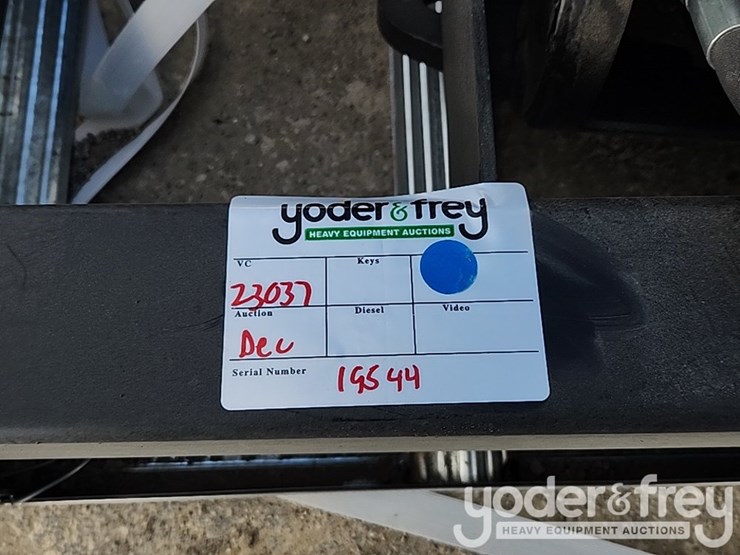 yoder & frey
HEAVY EQUIPMENT AUCTIONS
VC Keys
23037
Auction Diesel Video
Dec
Serial Number 19544
yoder & frey
HEAVY EQUIPMENT AUCTIONS